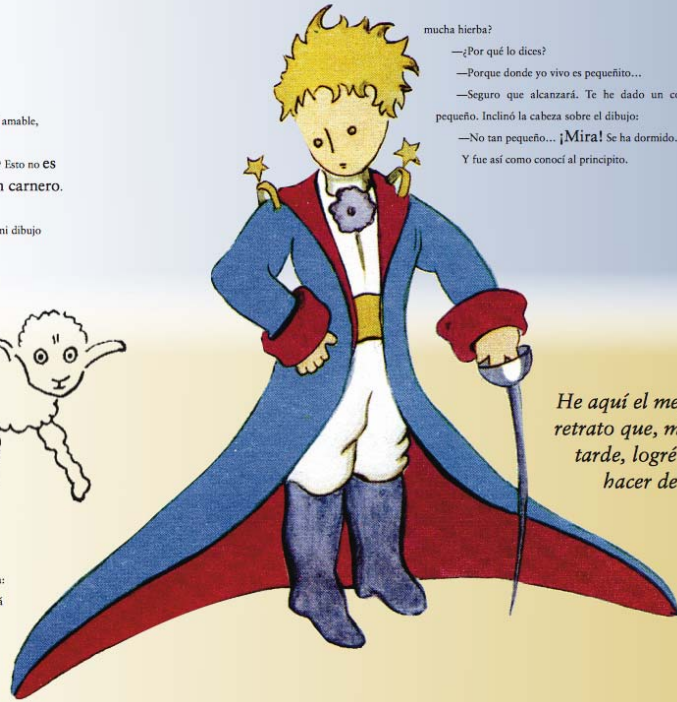 amable,
Esto no es
carnero.
dibujo
mucha hierba?
—¿Por qué lo dices?
—Porque donde yo vivo es pequeñito...
—Seguro que alcanzará. Te he dado un
pequeño. Inclinó la cabeza sobre el dibujo:
—No tan pequeño... ¡Mira! Se ha dormido.
Y fue así como conocí al principito.
He aquí el
retrato que,
tarde, logré
hacer de